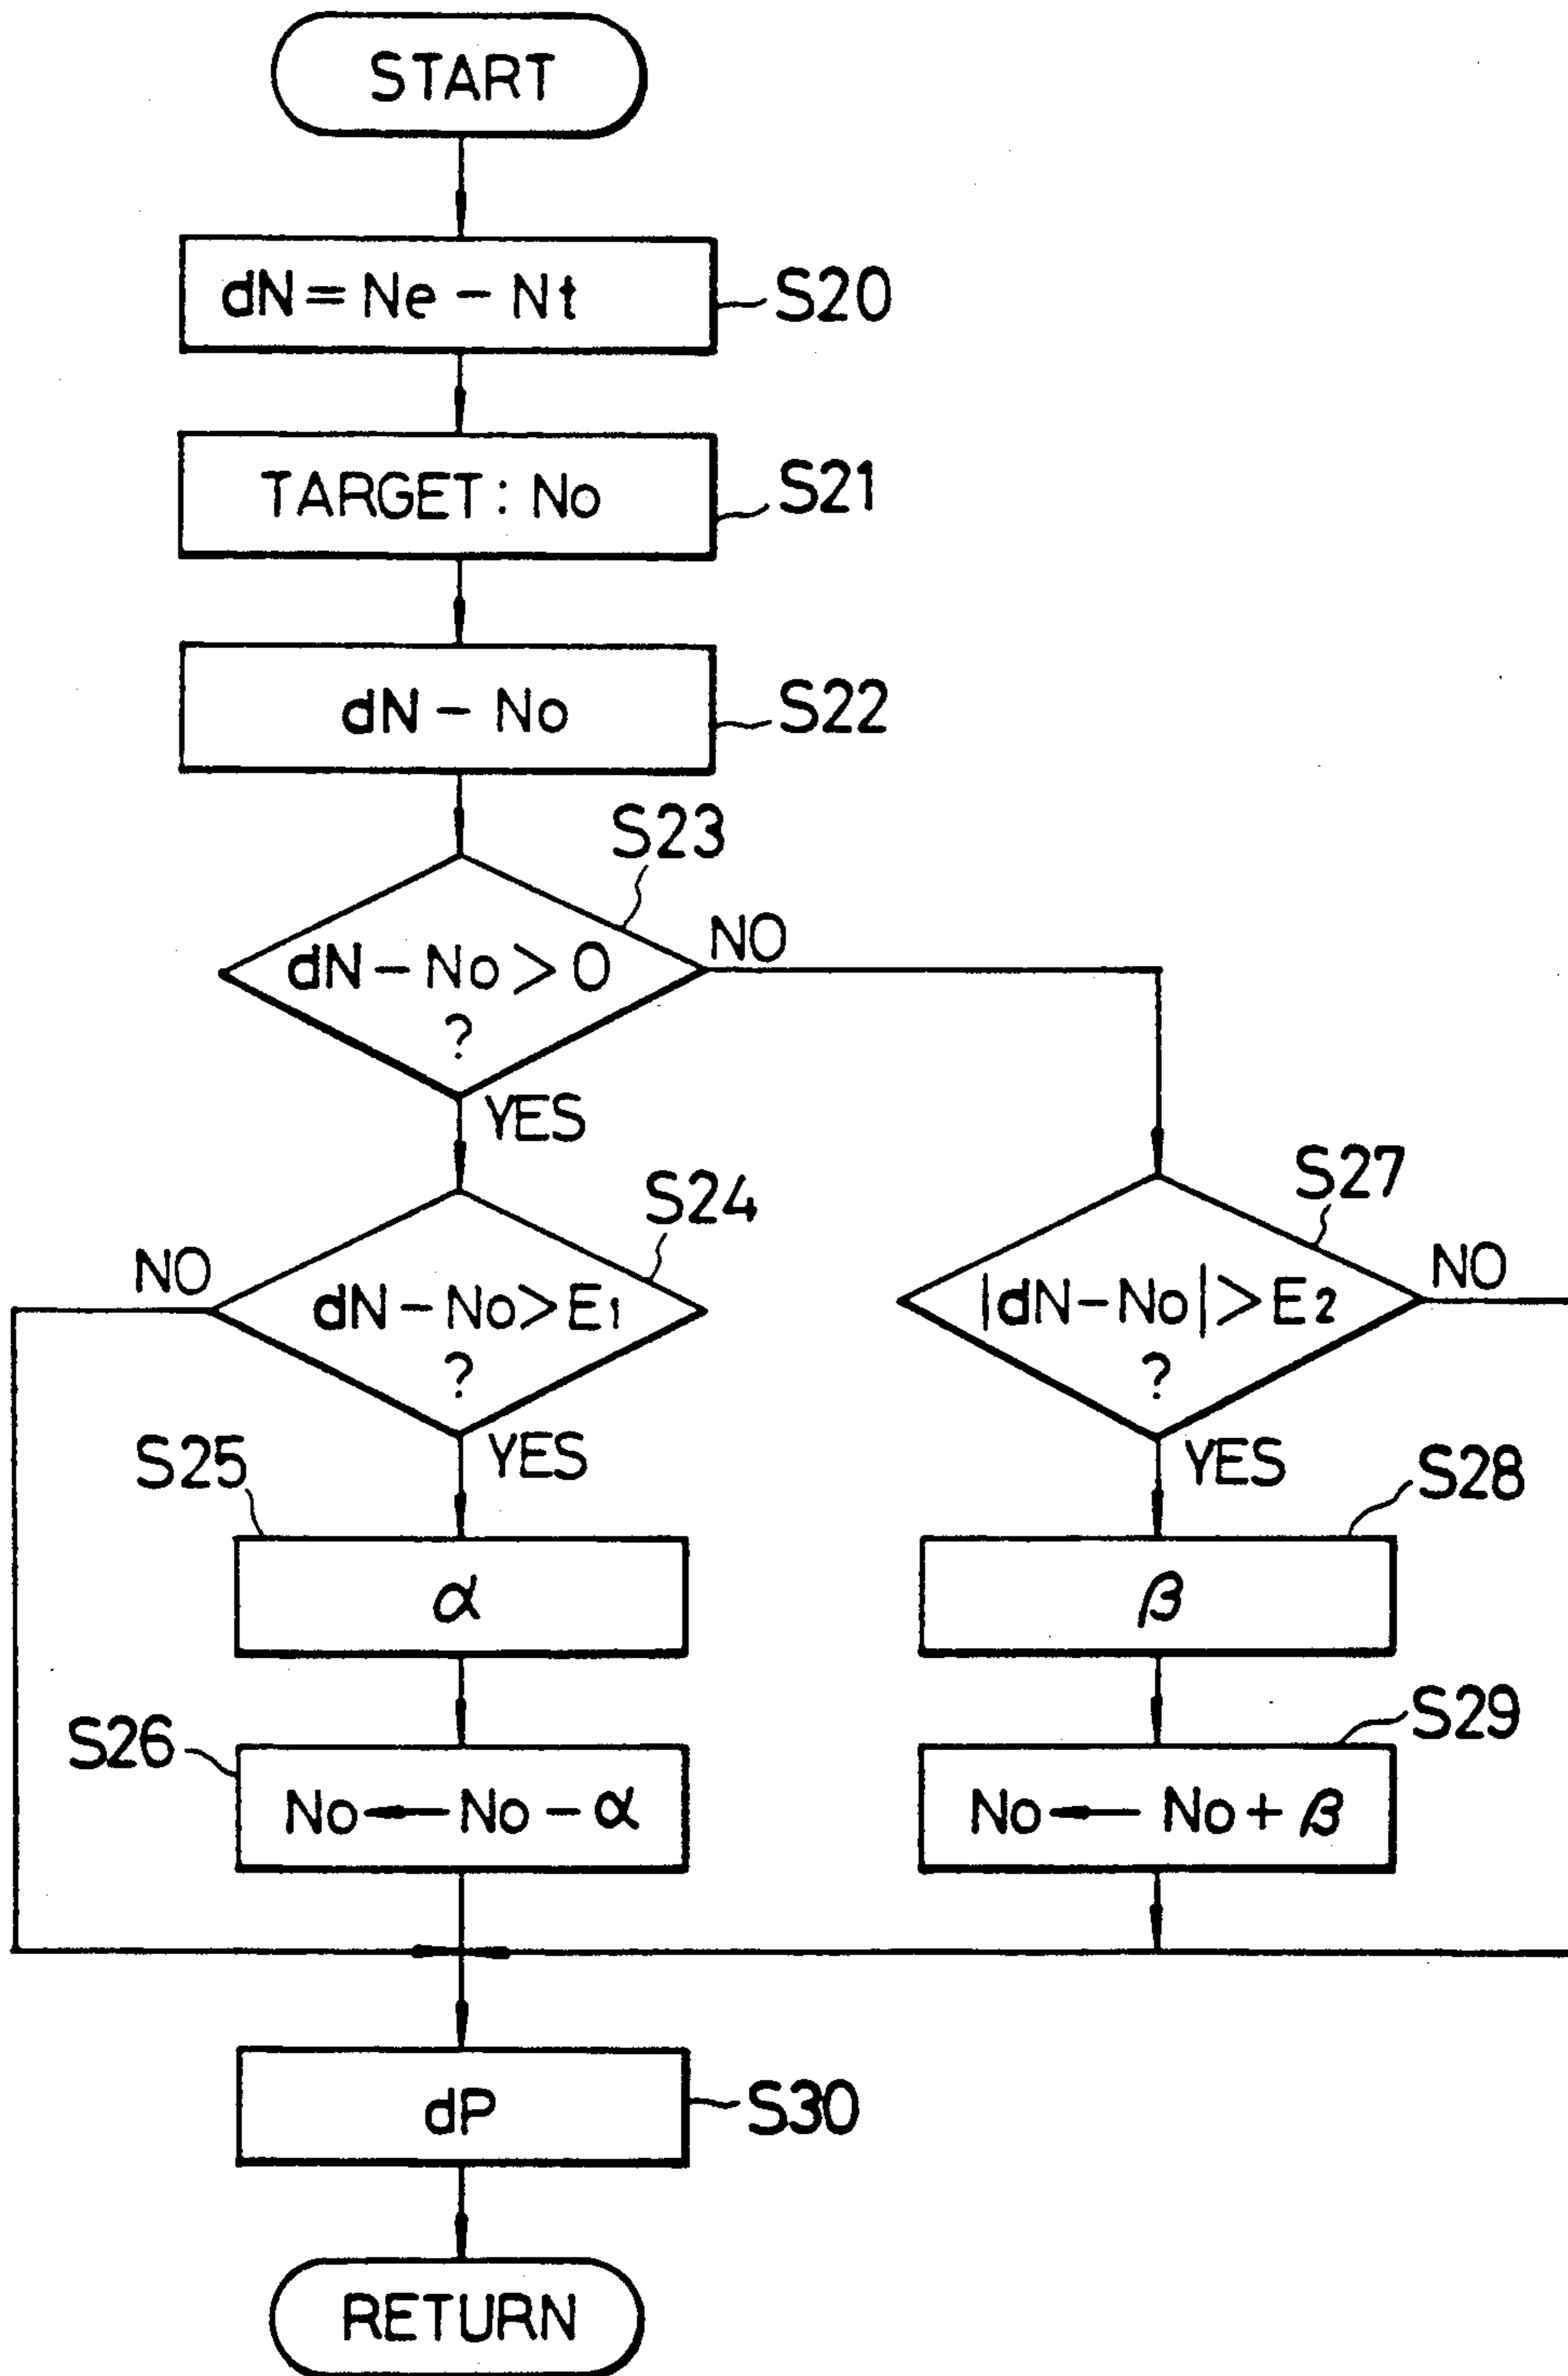 START
dN = Ne - Nt
S20
TARGET: No
S21
dN - No
S22
S23
dN - No > 0
?
NO
YES
S24
NO
dN - No > E1
?
YES
S27
|dN - No| > E2
?
NO
YES
S25
α
S28
β
S26
No ← No - α
S29
No ← No + β
dP
S30
RETURN